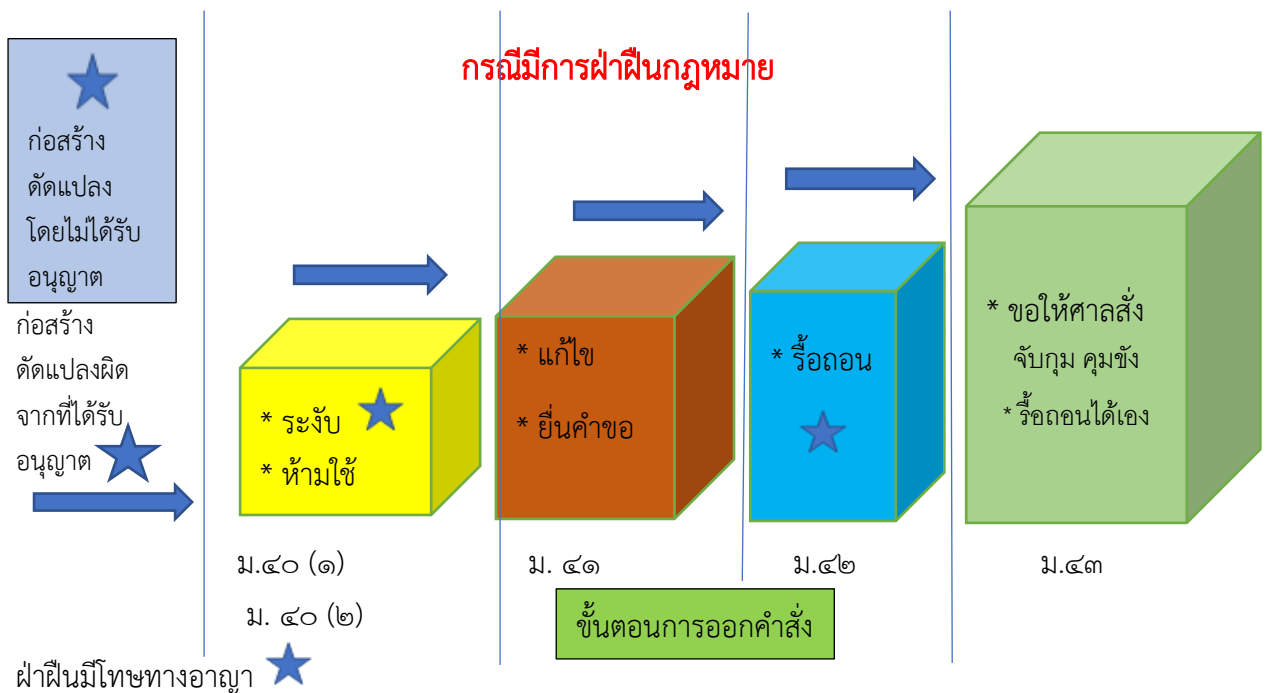 กรณีมีการฝ่าฝืนกฎหมาย
ก่อสร้าง
ดัดแปลง
โดยไม่ได้รับ
อนุญาต
ก่อสร้าง
ดัดแปลงผิด
จากที่ได้รับ
อนุญาต
* ระงับ
* ห้ามใช้
* แก้ไข
* ยื่นคำขอ
* รื้อถอน
* ขอให้ศาลสั่ง
จับกุม คุมขัง
* รื้อถอนได้เอง
ม.๔๐ (๑)
ม. ๔๐ (๒)
ม. ๔๑
ม.๔๒
ม.๔๓
ขั้นตอนการออกคำสั่ง
ฝ่าฝืนมีโทษทางอาญา